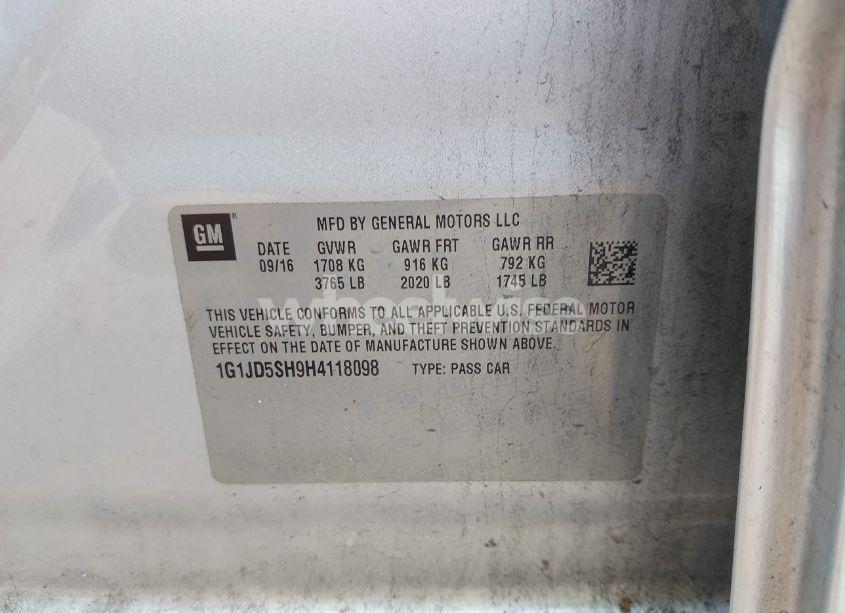 GM ®
MFD BY GENERAL MOTORS LLC
DATE GVWR GAWR FRT GAWR RR
09/16 1708 KG 916 KG 792 KG
3765 LB 2020 LB 1745 LB
THIS VEHICLE CONFORMS TO ALL APPLICABLE U.S. FEDERAL MOTOR
VEHICLE SAFETY, BUMPER, AND THEFT PREVENTION STANDARDS IN
EFFECT ON THE DATE OF MANUFACTURE SHOWN ABOVE.
1G1JD5SH9H4118098 TYPE: PASS CAR